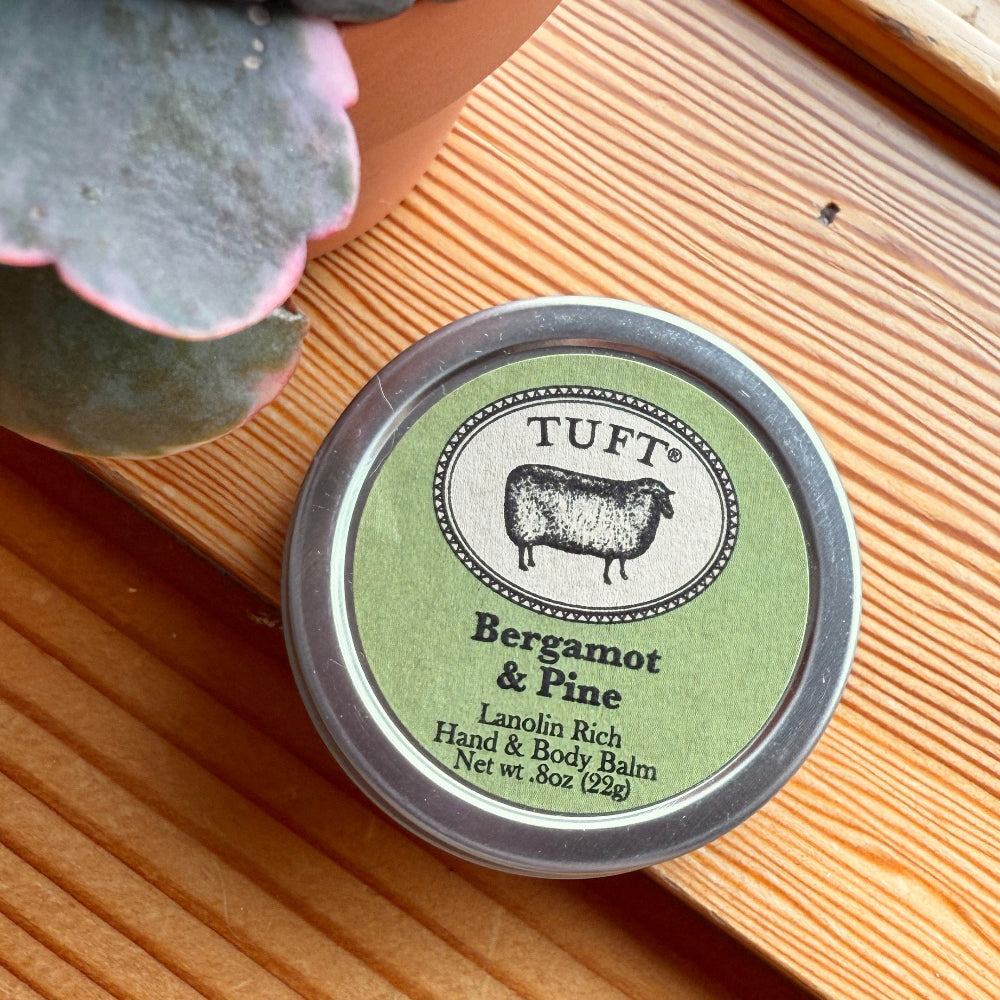 TUFT®
Bergamot
& Pine
Lanolin Rich
Hand & Body Balm
Net wt .8oz (22g)